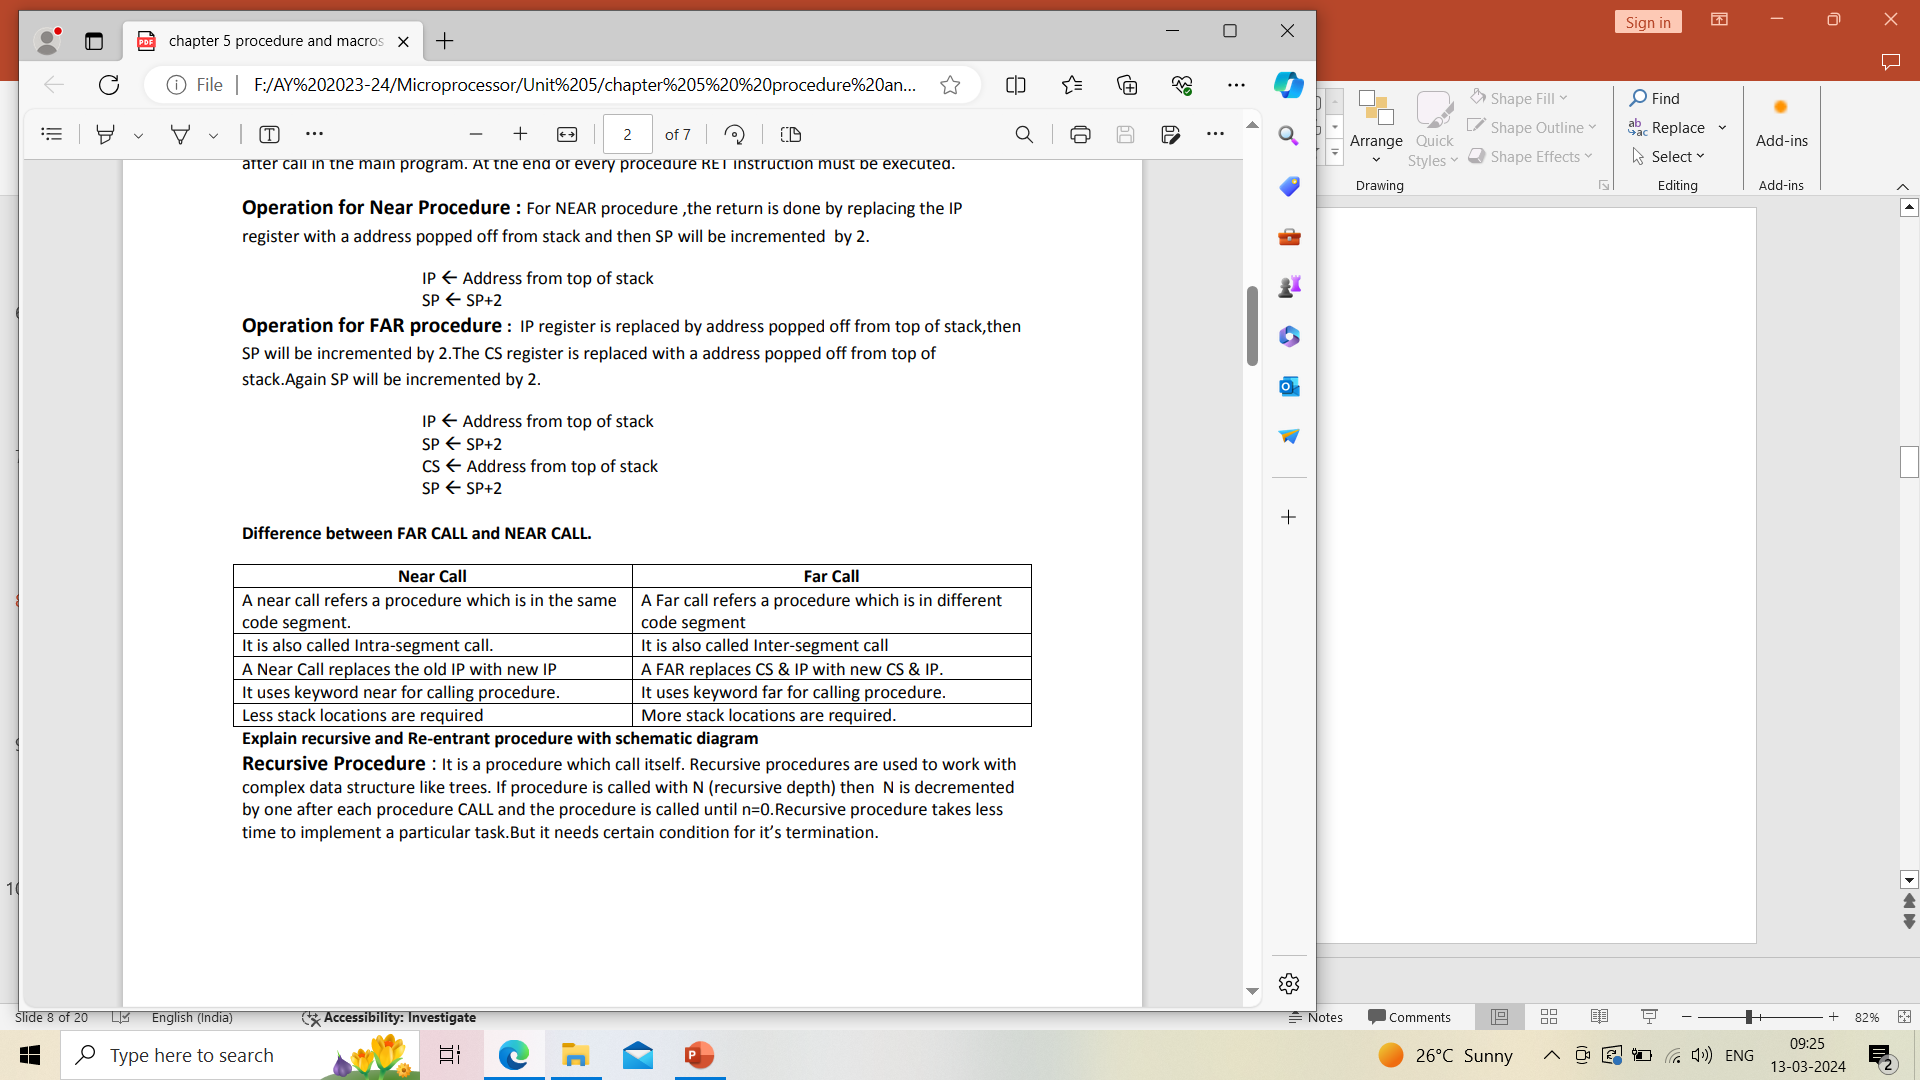 chapter 5 procedure and macros
Sign in
File
F:/AY%202023-24/Microprocessor/Unit%205/chapter%205%20%20procedure%20an...
2 of 7
Arrange
Quick
Styles
Shape Fill
Shape Outline
Shape Effects
Drawing
Find
Replace
Select
Editing
Add-ins
Add-ins
after call in the main program. At the end of every procedure RET instruction must be executed.
Operation for Near Procedure : For NEAR procedure ,the return is done by replacing the IP
register with a address popped off from stack and then SP will be incremented  by 2.
IP ← Address from top of stack
SP ← SP+2
Operation for FAR procedure :  IP register is replaced by address popped off from top of stack,then
SP will be incremented by 2.The CS register is replaced with a address popped off from top of
stack.Again SP will be incremented by 2.
IP ← Address from top of stack
SP ← SP+2
CS ← Address from top of stack
SP ← SP+2
Difference between FAR CALL and NEAR CALL.
Near Call
Far Call
A near call refers a procedure which is in the same
code segment.
A Far call refers a procedure which is in different
code segment
It is also called Intra-segment call.
It is also called Inter-segment call
A Near Call replaces the old IP with new IP
A FAR replaces CS & IP with new CS & IP.
It uses keyword near for calling procedure.
It uses keyword far for calling procedure.
Less stack locations are required
More stack locations are required.
Explain recursive and Re-entrant procedure with schematic diagram
Recursive Procedure : It is a procedure which call itself. Recursive procedures are used to work with
complex data structure like trees. If procedure is called with N (recursive depth) then  N is decremented
by one after each procedure CALL and the procedure is called until n=0.Recursive procedure takes less
time to implement a particular task.But it needs certain condition for it’s termination.
Slide 8 of 20
English (India)
Accessibility: Investigate
Notes
Comments
82%
Type here to search
26°C Sunny
ENG
09:25
13-03-2024
2